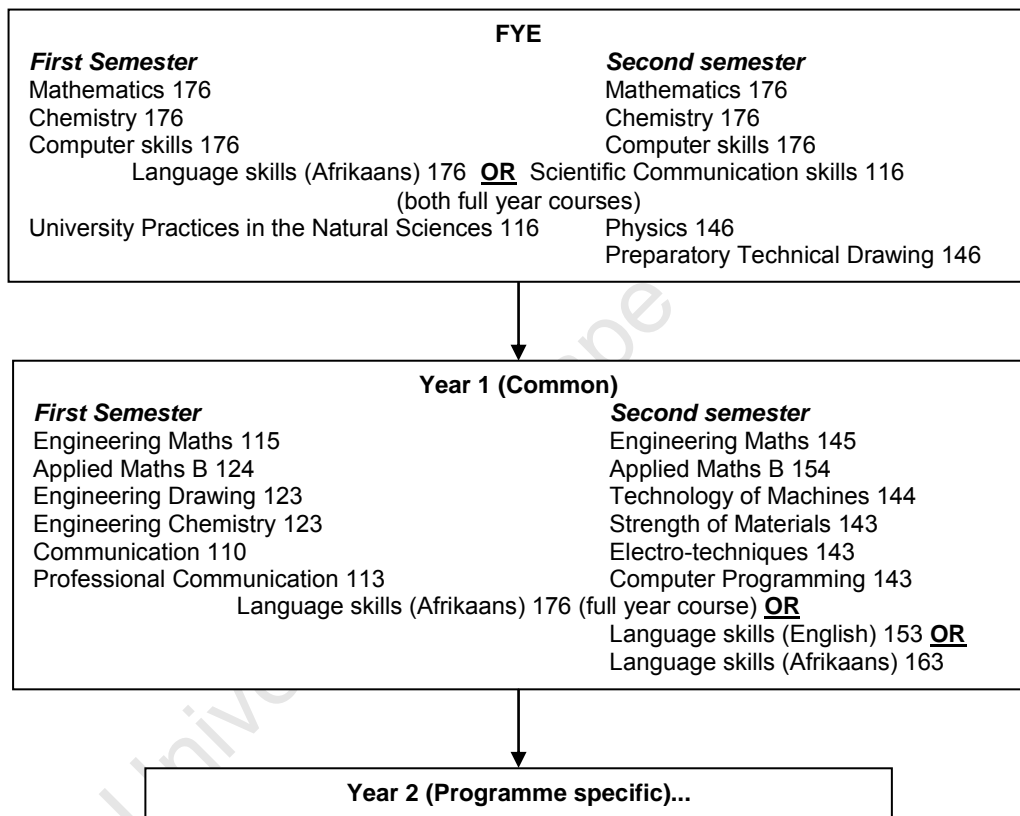 FYE
First Semester Second semester
Mathematics 176 Mathematics 176
Chemistry 176 Chemistry 176
Computer skills 176 Computer skills 176
Language skills (Afrikaans) 176 OR Scientific Communication skills 116
(both full year courses)
University Practices in the Natural Sciences 116 Physics 146
Preparatory Technical Drawing 146
Year 1 (Common)
First Semester Second semester
Engineering Maths 115 Engineering Maths 145
Applied Maths B 124 Applied Maths B 154
Engineering Drawing 123 Technology of Machines 144
Engineering Chemistry 123 Strength of Materials 143
Communication 110 Electro-techniques 143
Professional Communication 113 Computer Programming 143
Language skills (Afrikaans) 176 (full year course) OR
Language skills (English) 153 OR
Language skills (Afrikaans) 163
Year 2 (Programme specific)...